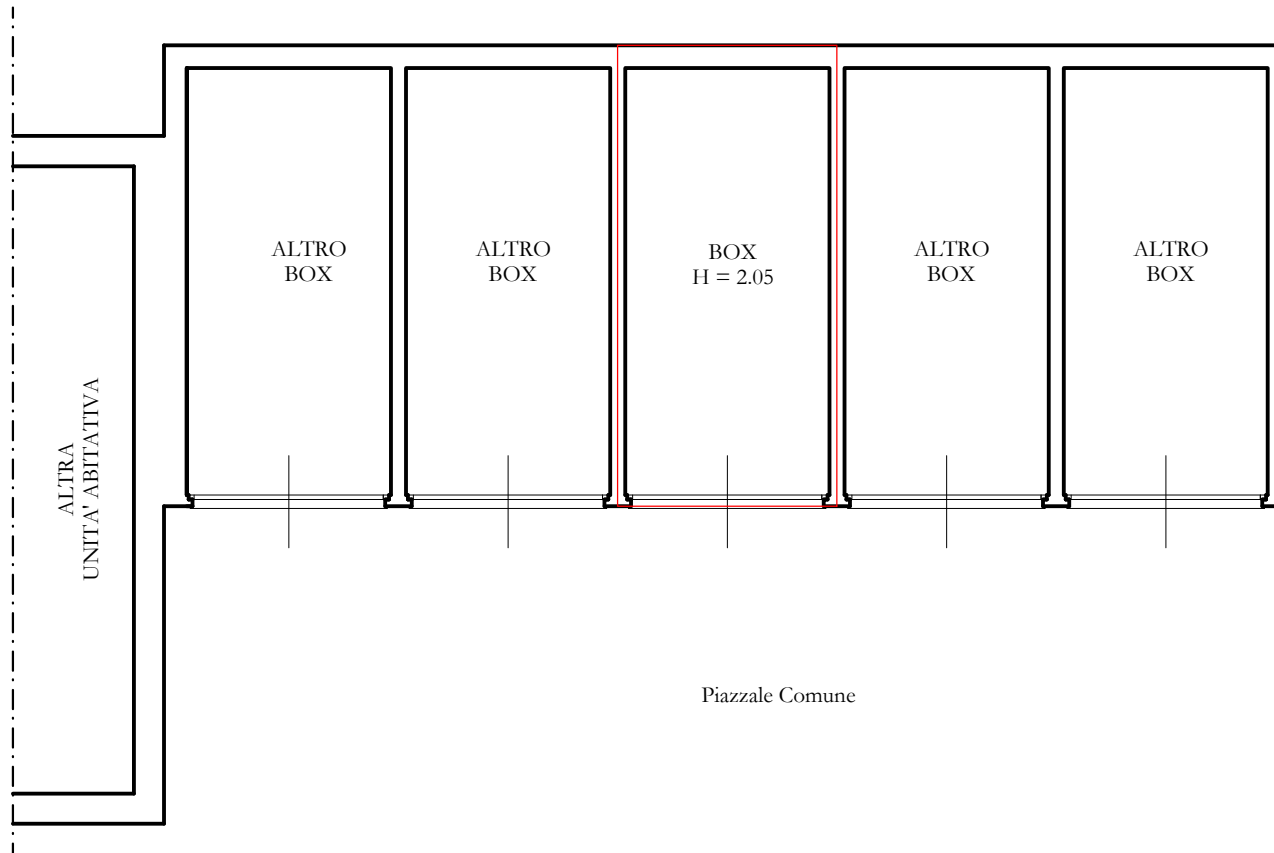 ALTRO
BOX
ALTRO
BOX
BOX
H = 2.05
ALTRO
BOX
ALTRO
BOX
ALTRA
UNITA' ABITATIVA
Piazzale Comune